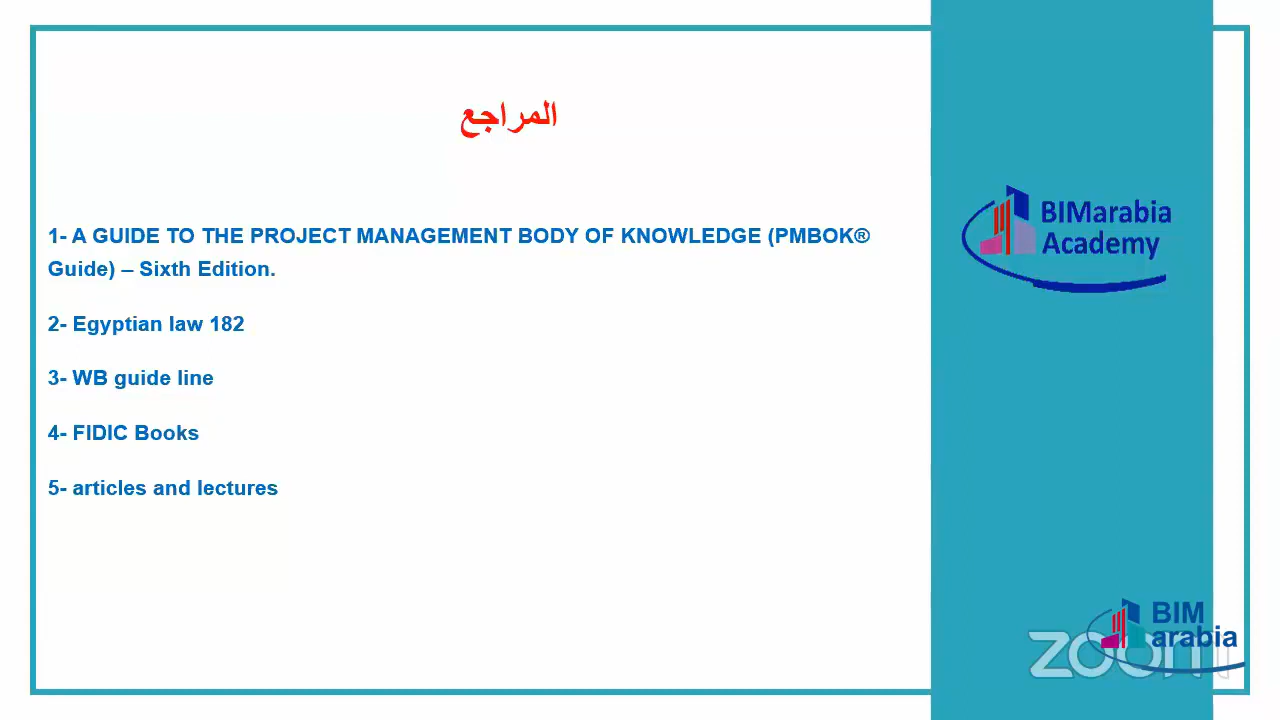 المراجع
1- A GUIDE TO THE PROJECT MANAGEMENT BODY OF KNOWLEDGE (PMBOK®
Guide) – Sixth Edition.
2- Egyptian law 182
3- WB guide line
4- FIDIC Books
5- articles and lectures
BIMarabia
Academy
BIM
arabia
zoom